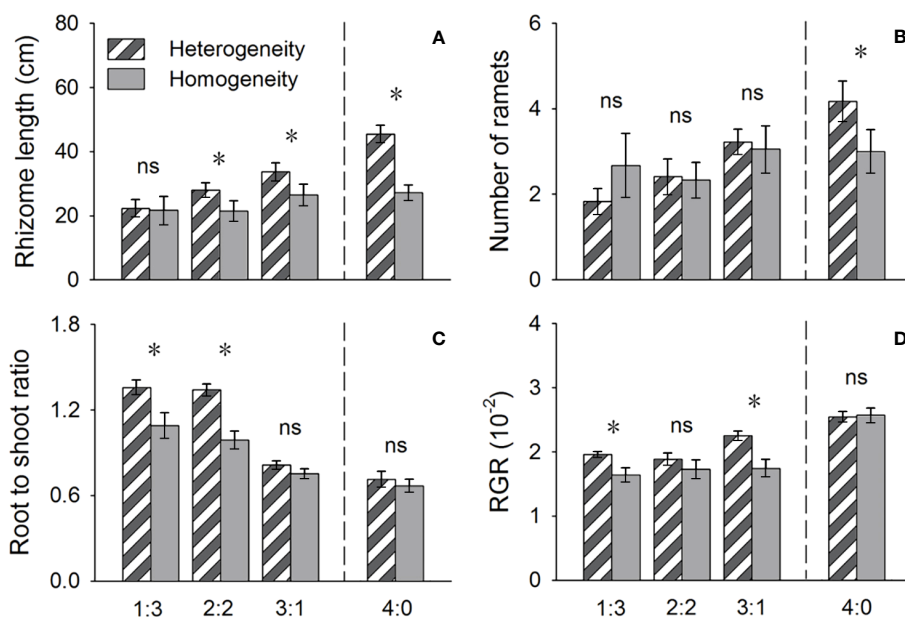 Rhizome length (cm)
80
60
40
20
0
Heterogeneity
Homogeneity
A
ns
*
*
*
Number of ramets
6
4
2
0
B
ns
ns
ns
*
Root to shoot ratio
1.8
1.2
0.6
0.0
C
*
*
ns
ns
1:3
2:2
3:1
4:0
RGR (10-2)
4
3
2
1
0
D
*
ns
*
ns
1:3
2:2
3:1
4:0